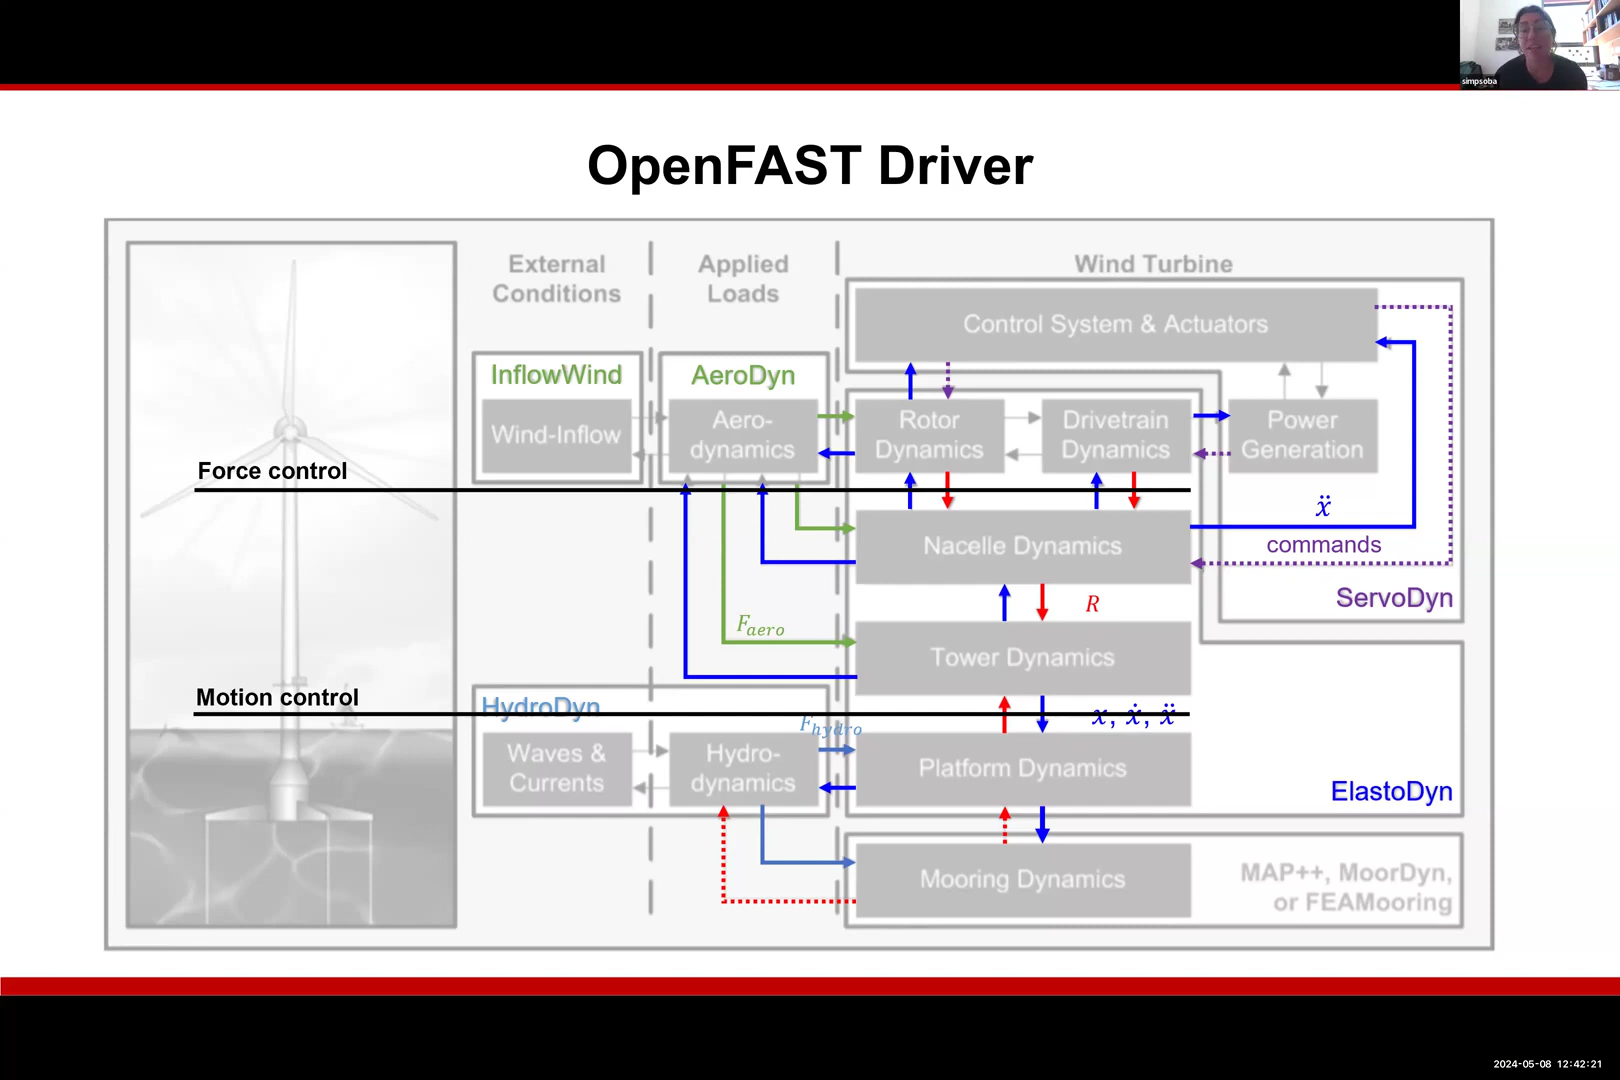 simpsoba
OpenFAST Driver
External
Conditions
Applied
Loads
Wind Turbine
Control System & Actuators
InflowWind
AeroDyn
Wind-Inflow
Aero-
dynamics
Rotor
Dynamics
Drivetrain
Dynamics
Power
Generation
Force control
ẍ
Nacelle Dynamics
commands
R
ServoDyn
F_aero
Tower Dynamics
Motion control
HydroDyn
F_hydro
x, ẋ, ẍ
Waves &
Currents
Hydro-
dynamics
Platform Dynamics
ElastoDyn
Mooring Dynamics
MAP++, MoorDyn,
or FEAMooring
2024-05-08 12:42:21